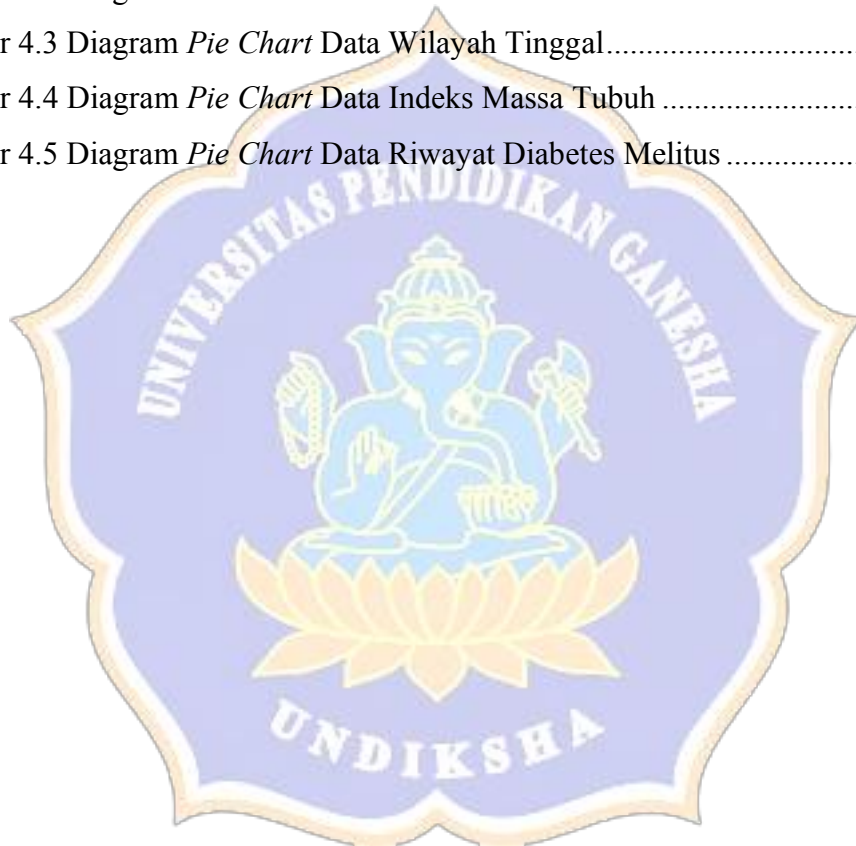 r 4.3 Diagram Pie Chart Data Wilayah Tinggal
r 4.4 Diagram Pie Chart Data Indeks Massa Tubuh
r 4.5 Diagram Pie Chart Data Riwayat Diabetes Melitus
UNIVERSITAS PENDIDIKAN GANESHA
UNDIKSHA